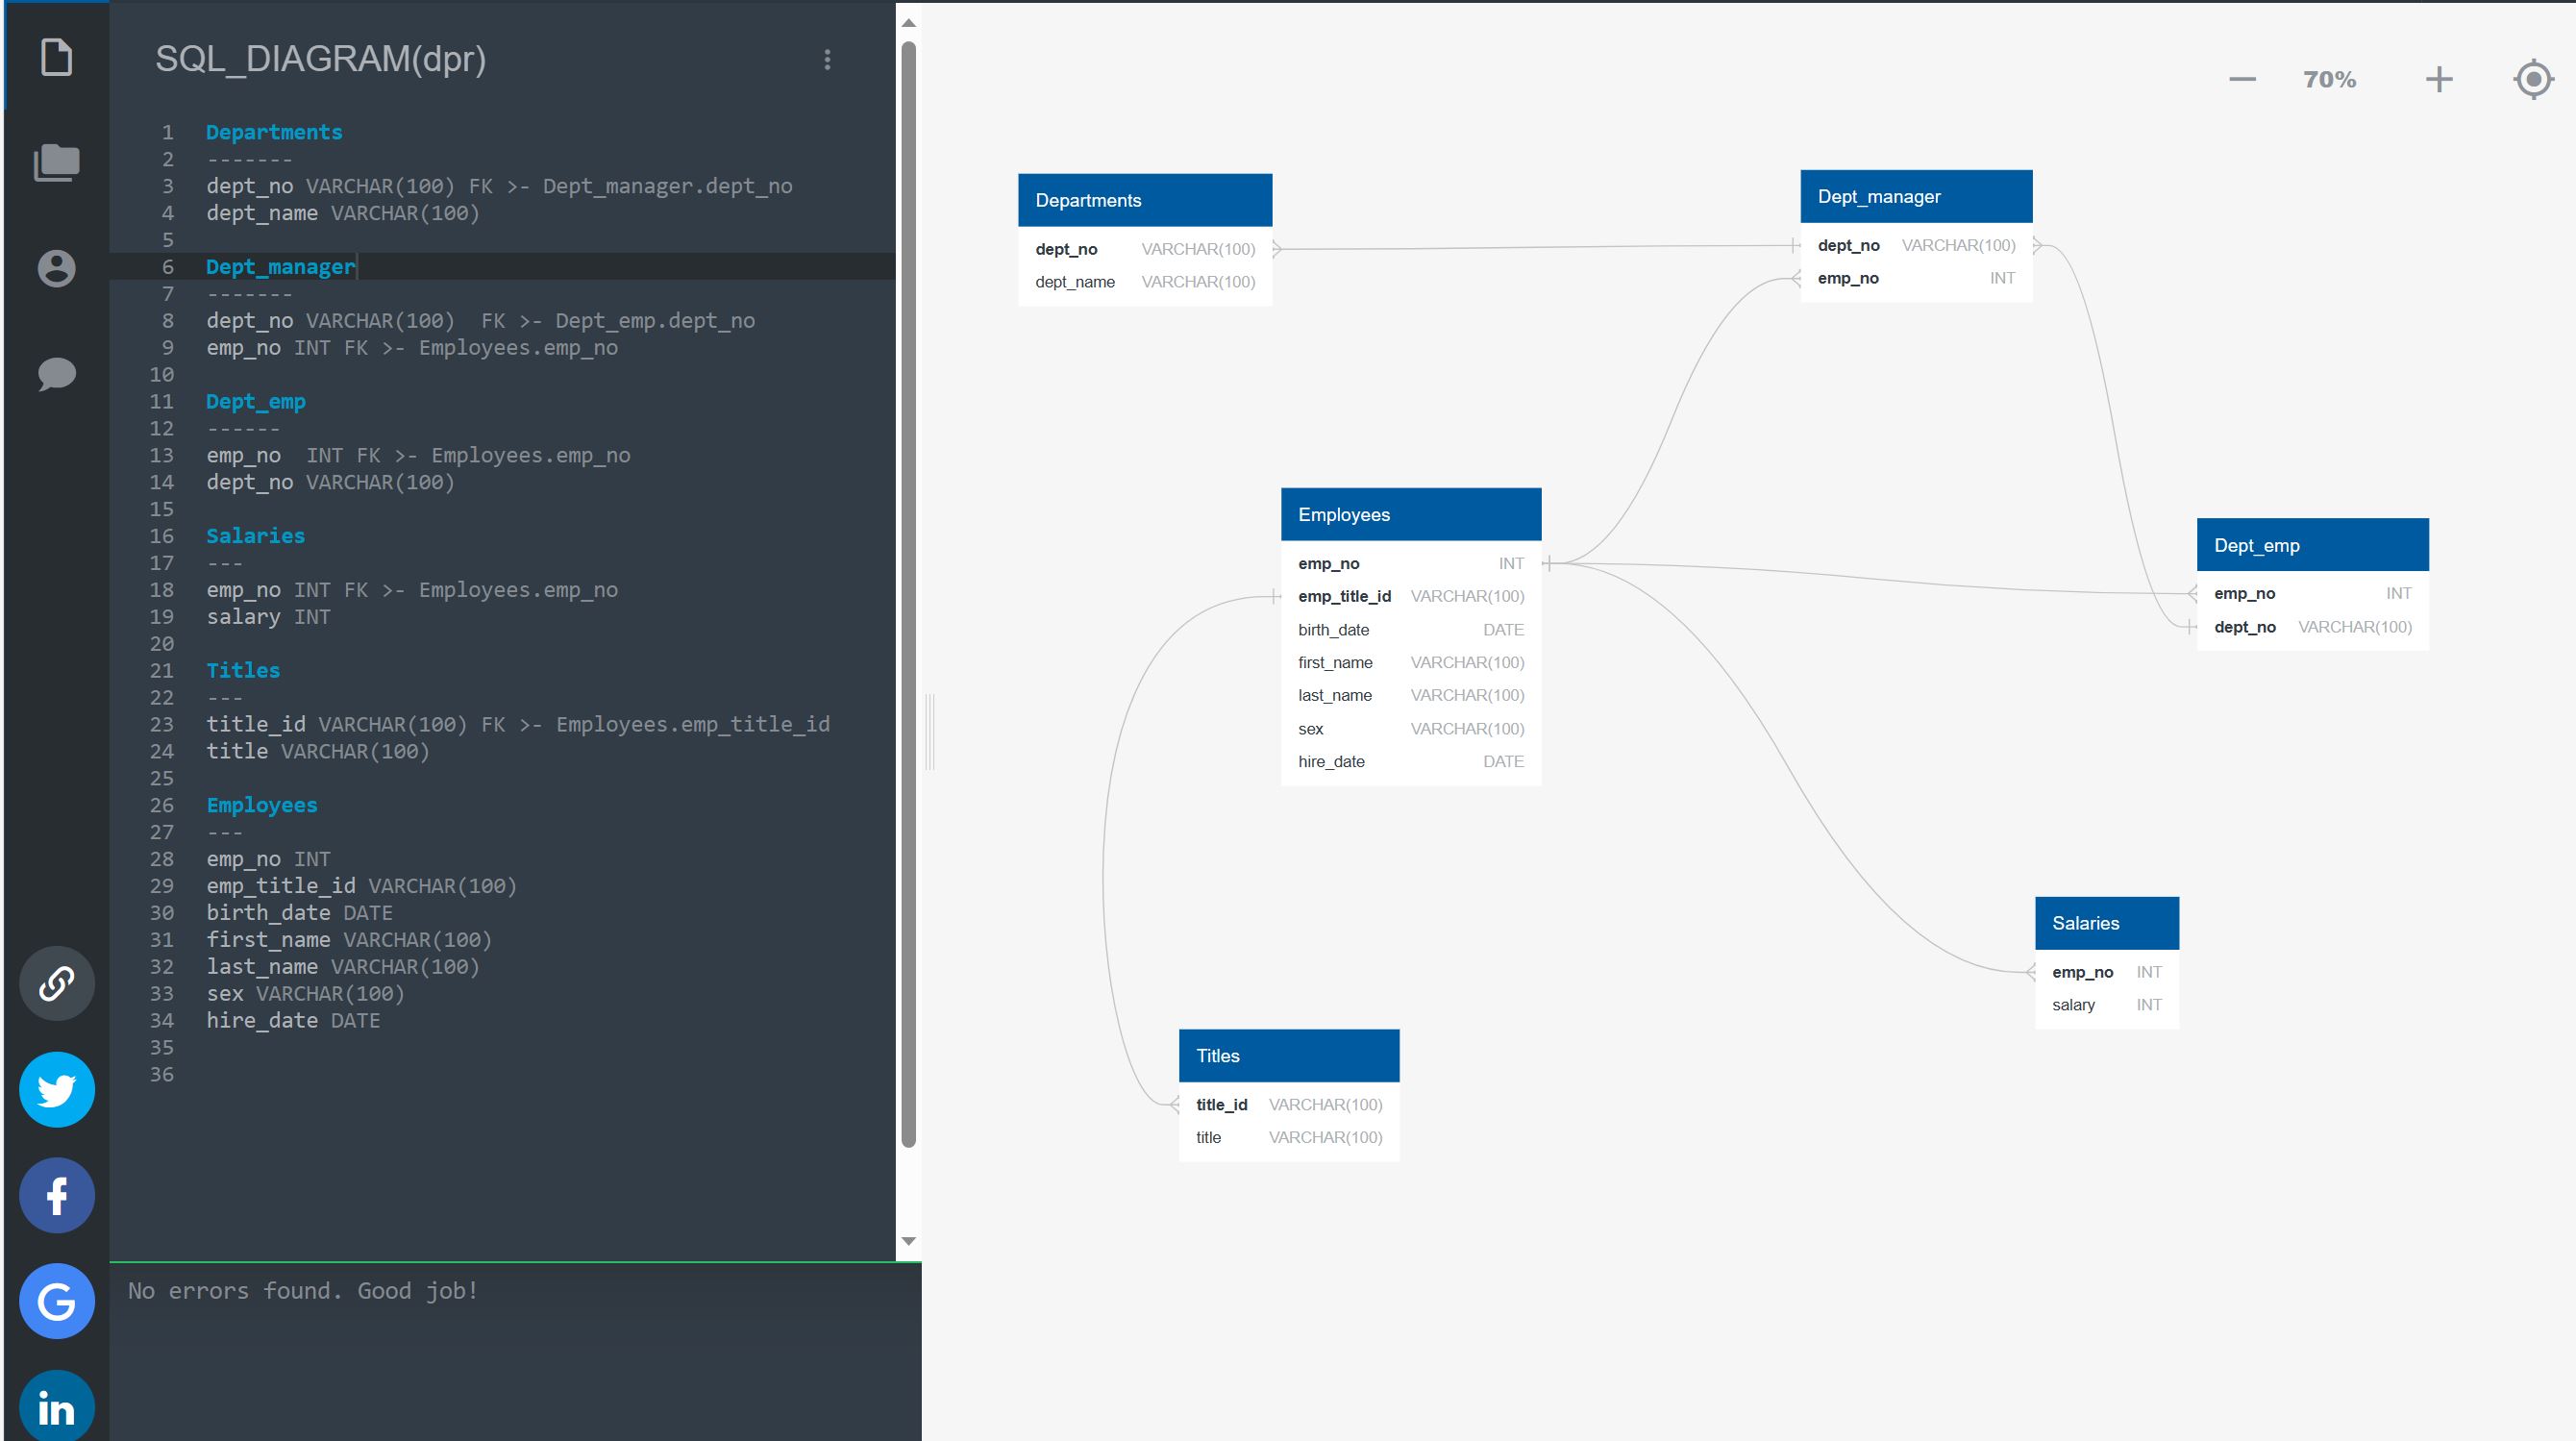 SQL_DIAGRAM(dpr)
1 Departments
2 -------
3 dept_no VARCHAR(100) FK >- Dept_manager.dept_no
4 dept_name VARCHAR(100)
5
6 Dept_manager
7 -------
8 dept_no VARCHAR(100)  FK >- Dept_emp.dept_no
9 emp_no INT FK >- Employees.emp_no
10
11 Dept_emp
12 ------
13 emp_no  INT FK >- Employees.emp_no
14 dept_no VARCHAR(100)
15
16 Salaries
17 ---
18 emp_no INT FK >- Employees.emp_no
19 salary INT
20
21 Titles
22 ---
23 title_id VARCHAR(100) FK >- Employees.emp_title_id
24 title VARCHAR(100)
25
26 Employees
27 ---
28 emp_no INT
29 emp_title_id VARCHAR(100)
30 birth_date DATE
31 first_name VARCHAR(100)
32 last_name VARCHAR(100)
33 sex VARCHAR(100)
34 hire_date DATE
35
36
No errors found. Good job!
70%
Departments
dept_no VARCHAR(100)
dept_name VARCHAR(100)
Dept_manager
dept_no VARCHAR(100)
emp_no INT
Employees
emp_no INT
emp_title_id VARCHAR(100)
birth_date DATE
first_name VARCHAR(100)
last_name VARCHAR(100)
sex VARCHAR(100)
hire_date DATE
Dept_emp
emp_no INT
dept_no VARCHAR(100)
Salaries
emp_no INT
salary INT
Titles
title_id VARCHAR(100)
title VARCHAR(100)
f
G
in